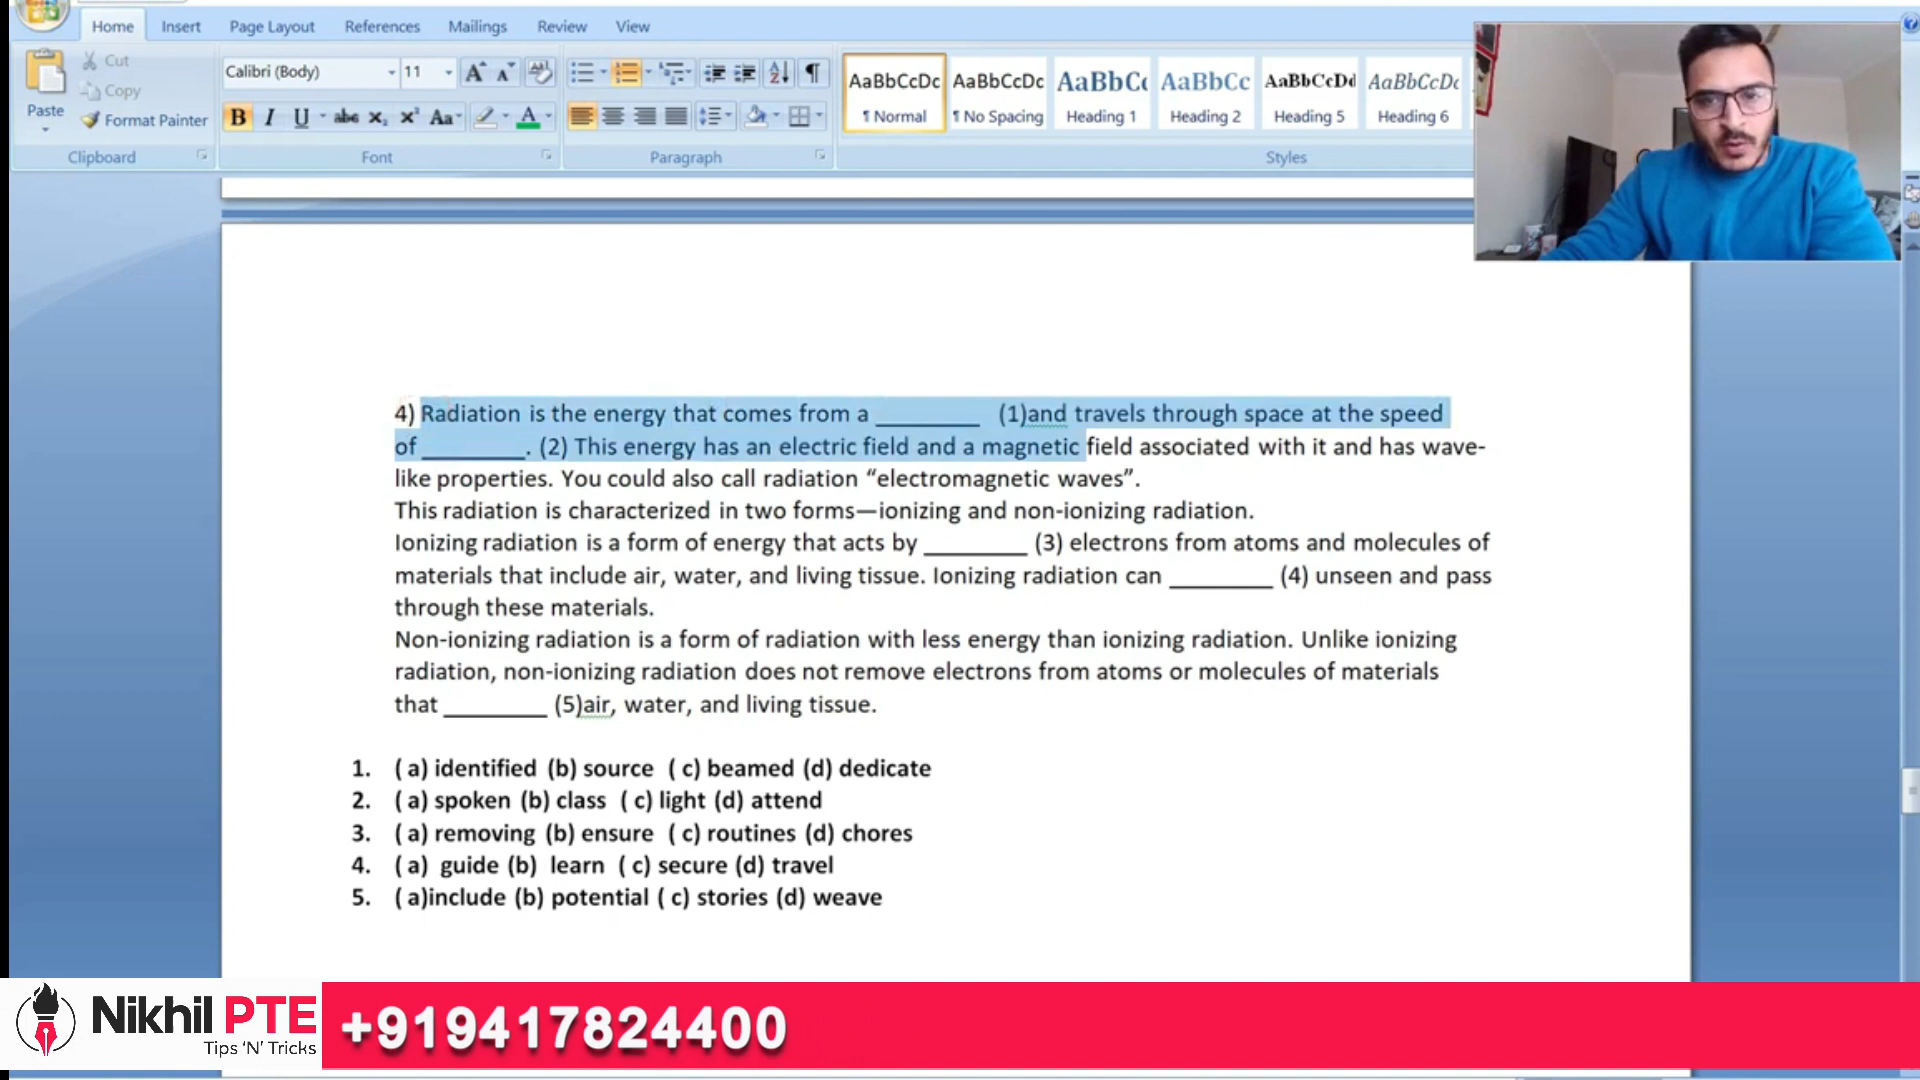 Home Insert Page Layout References Mailings Review View
Cut
Calibri (Body) 11
AaBbCcDc AaBbCcDc AaBbC AaBbCc AaBbCcDd AaBbCcDc
Copy
Paste
Format Painter
B I U abc x₂ x² Aa A ¶
¶ Normal ¶ No Spacing Heading 1 Heading 2 Heading 5 Heading 6
Clipboard Font Paragraph Styles
4) Radiation is the energy that comes from a ________ (1)and travels through space at the speed
of ________. (2) This energy has an electric field and a magnetic field associated with it and has wave-
like properties. You could also call radiation “electromagnetic waves”.
This radiation is characterized in two forms—ionizing and non-ionizing radiation.
Ionizing radiation is a form of energy that acts by ________ (3) electrons from atoms and molecules of
materials that include air, water, and living tissue. Ionizing radiation can ________ (4) unseen and pass
through these materials.
Non-ionizing radiation is a form of radiation with less energy than ionizing radiation. Unlike ionizing
radiation, non-ionizing radiation does not remove electrons from atoms or molecules of materials
that ________ (5)air, water, and living tissue.
1. ( a) identified (b) source ( c) beamed (d) dedicate
2. ( a) spoken (b) class ( c) light (d) attend
3. ( a) removing (b) ensure ( c) routines (d) chores
4. ( a) guide (b) learn ( c) secure (d) travel
5. ( a)include (b) potential ( c) stories (d) weave
Nikhil PTE
Tips ‘N’ Tricks
+919417824400